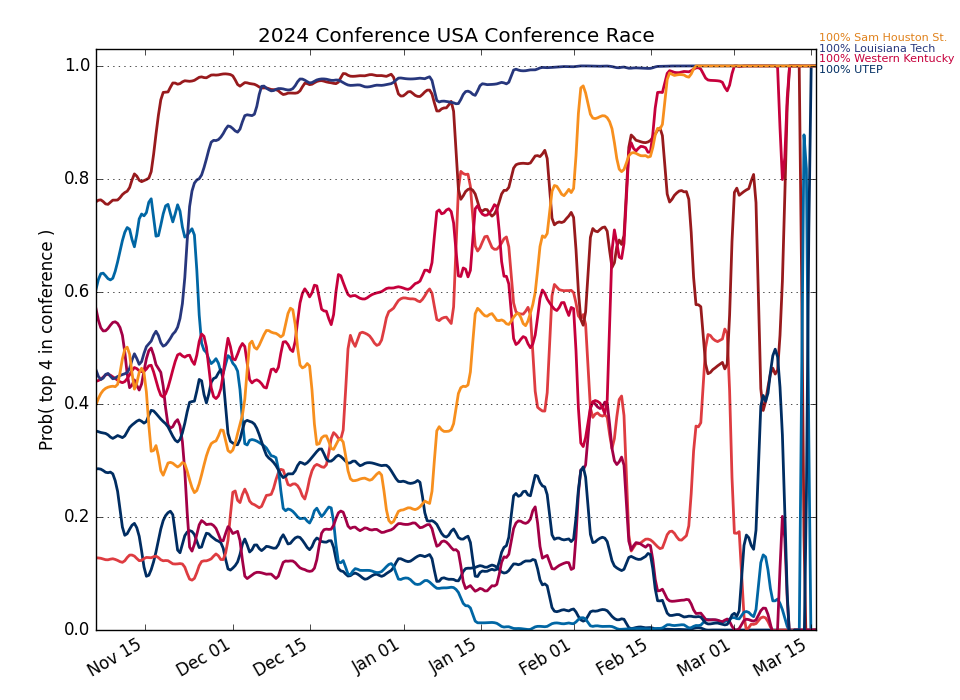 2024 Conference USA Conference Race
100% Sam Houston St.
100% Louisiana Tech
100% Western Kentucky
100% UTEP
1.0
0.8
0.6
0.4
0.2
0.0
Prob( top 4 in conference )
Nov 15
Dec 01
Dec 15
Jan 01
Jan 15
Feb 01
Feb 15
Mar 01
Mar 15